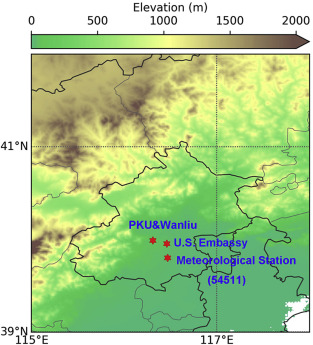 Elevation (m)
0 500 1000 1500 2000
41°N
PKU&Wanliu
U.S. Embassy
Meteorological Station
(54511)
39°N
115°E 117°E